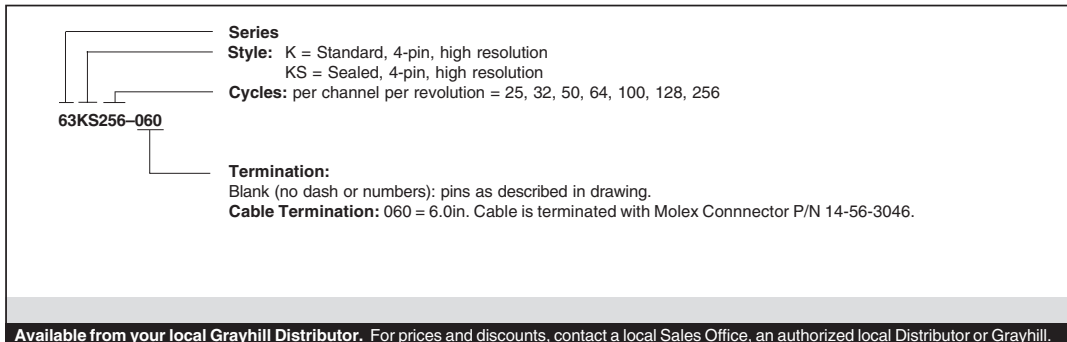 Series
Style: K = Standard, 4-pin, high resolution
KS = Sealed, 4-pin, high resolution
Cycles: per channel per revolution = 25, 32, 50, 64, 100, 128, 256
63KS256–060
Termination:
Blank (no dash or numbers): pins as described in drawing.
Cable Termination: 060 = 6.0in. Cable is terminated with Molex Connnector P/N 14-56-3046.
Available from your local Grayhill Distributor. For prices and discounts, contact a local Sales Office, an authorized local Distributor or Grayhill.